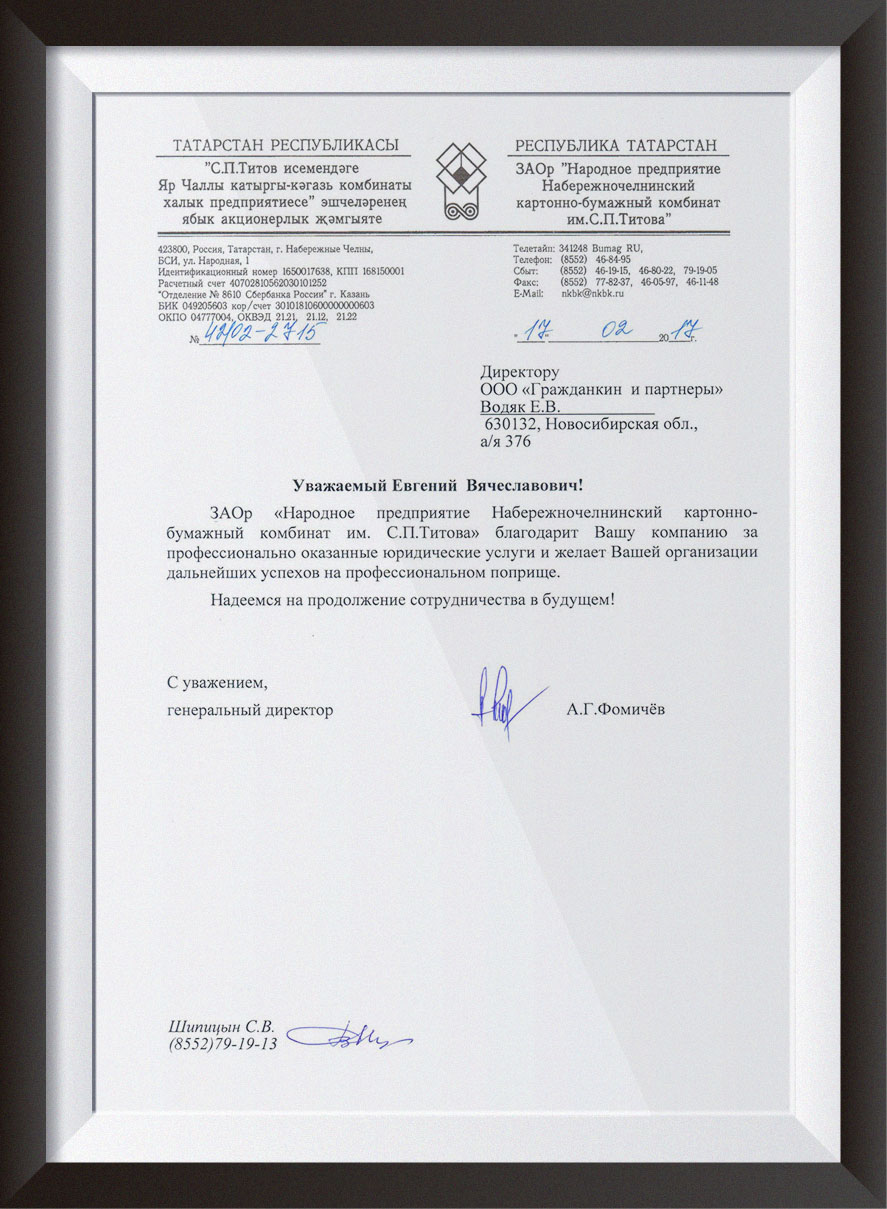 ТАТАРСТАН РЕСПУБЛИКАСЫ
"С.П.Титов исемендәге
Яр Чаллы катыргы-кәгазь комбинаты
халык предприятиесе" эшчеләренең
ябык акционерлык җәмгыяте
РЕСПУБЛИКА ТАТАРСТАН
ЗАОр "Народное предприятие
Набережночелнинский
картонно-бумажный комбинат
им.С.П.Титова"
423800, Россия, Татарстан, г. Набережные Челны,
БСИ, ул. Народная, 1
Идентификационный номер 1650017638, КПП 168150001
Расчетный счет 40702810562030101252
"Отделение № 8610 Сбербанка России" г. Казань
БИК 049205603 кор/счет 30101810600000000603
ОКПО 04777004, ОКВЭД 21.21, 21.12, 21.22
№ 42/02-2715
Телетайп: 341248 Bumag RU,
Телефон: (8552) 46-84-95
Сбыт: (8552) 46-19-15, 46-80-22, 79-19-05
Факс: (8552) 77-82-37, 46-05-97, 46-11-48
E-Mail: nkbk@nkbk.ru
"17" 02 2017г.
Директору
ООО «Гражданкин и партнеры»
Водяк Е.В.
630132, Новосибирская обл.,
а/я 376
Уважаемый Евгений Вячеславович!
ЗАОр «Народное предприятие Набережночелнинский картонно-
бумажный комбинат им. С.П.Титова» благодарит Вашу компанию за
профессионально оказанные юридические услуги и желает Вашей организации
дальнейших успехов на профессиональном поприще.
Надеемся на продолжение сотрудничества в будущем!
С уважением,
генеральный директор А.Г.Фомичёв
Шипицын С.В.
(8552)79-19-13